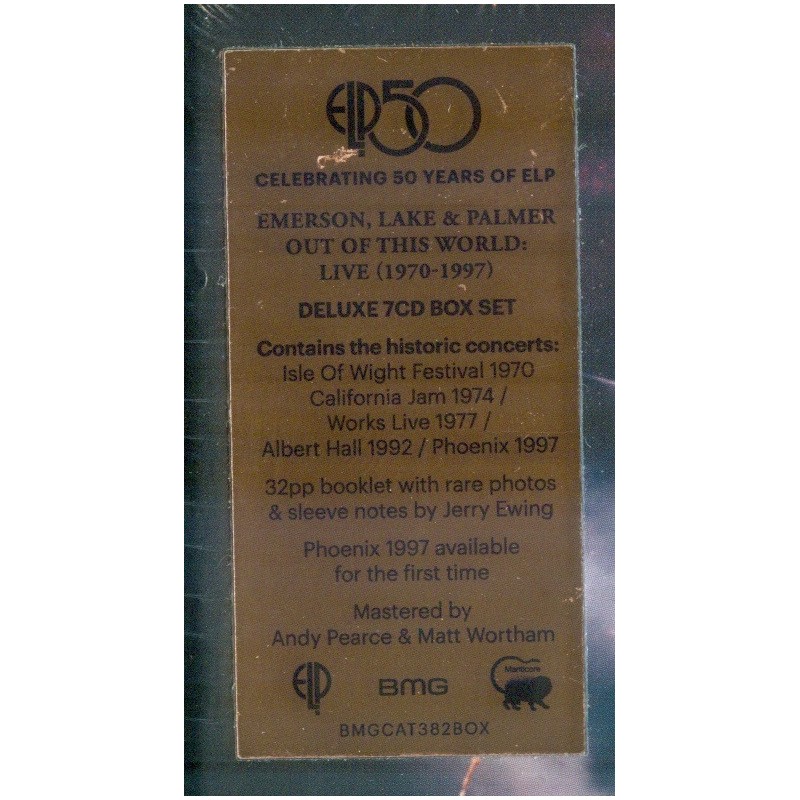 ELP50
CELEBRATING 50 YEARS OF ELP
EMERSON, LAKE & PALMER
OUT OF THIS WORLD:
LIVE (1970-1997)
DELUXE 7CD BOX SET
Contains the historic concerts:
Isle Of Wight Festival 1970
California Jam 1974 /
Works Live 1977 /
Albert Hall 1992 / Phoenix 1997
32pp booklet with rare photos
& sleeve notes by Jerry Ewing
Phoenix 1997 available
for the first time
Mastered by
Andy Pearce & Matt Wortham
ELP BMG Manticore
BMGCAT382BOX